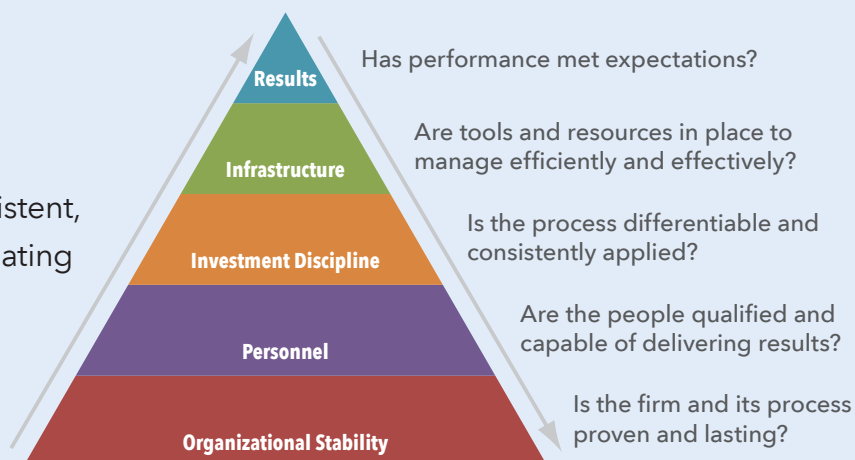 Results
Has performance met expectations?
Infrastructure
Are tools and resources in place to
manage efficiently and effectively?
Investment Discipline
Is the process differentiable and
consistently applied?
Personnel
Are the people qualified and
capable of delivering results?
Organizational Stability
Is the firm and its process
proven and lasting?